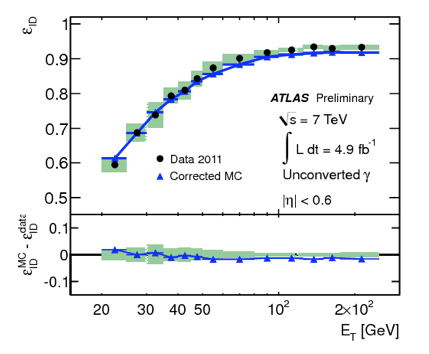 ε_ID
1
0.9
0.8
0.7
0.6
0.5
ATLAS Preliminary
√s = 7 TeV
∫ L dt = 4.9 fb⁻¹
Unconverted γ
|η| < 0.6
Data 2011
Corrected MC
ε_ID^MC - ε_ID^data
0.1
0
-0.1
20 30 40 50 10² 2×10²
E_T [GeV]